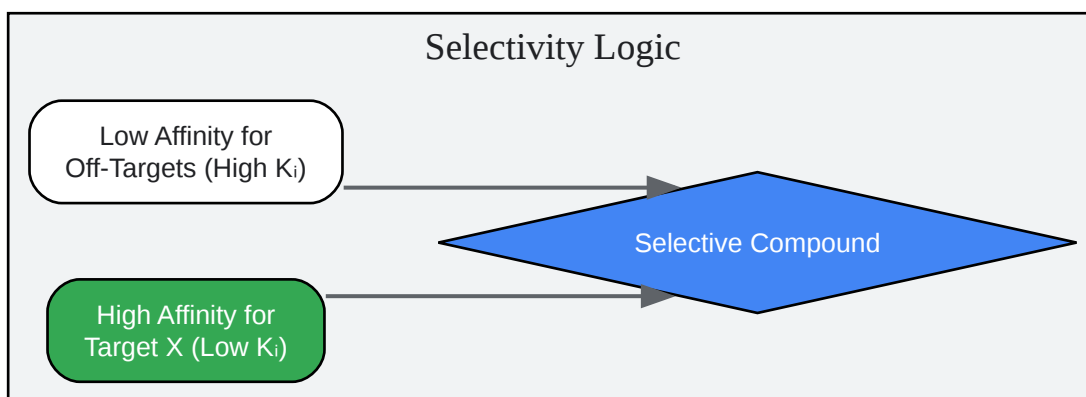 Selectivity Logic
Low Affinity for
Off-Targets (High Kᵢ)
Selective Compound
High Affinity for
Target X (Low Kᵢ)